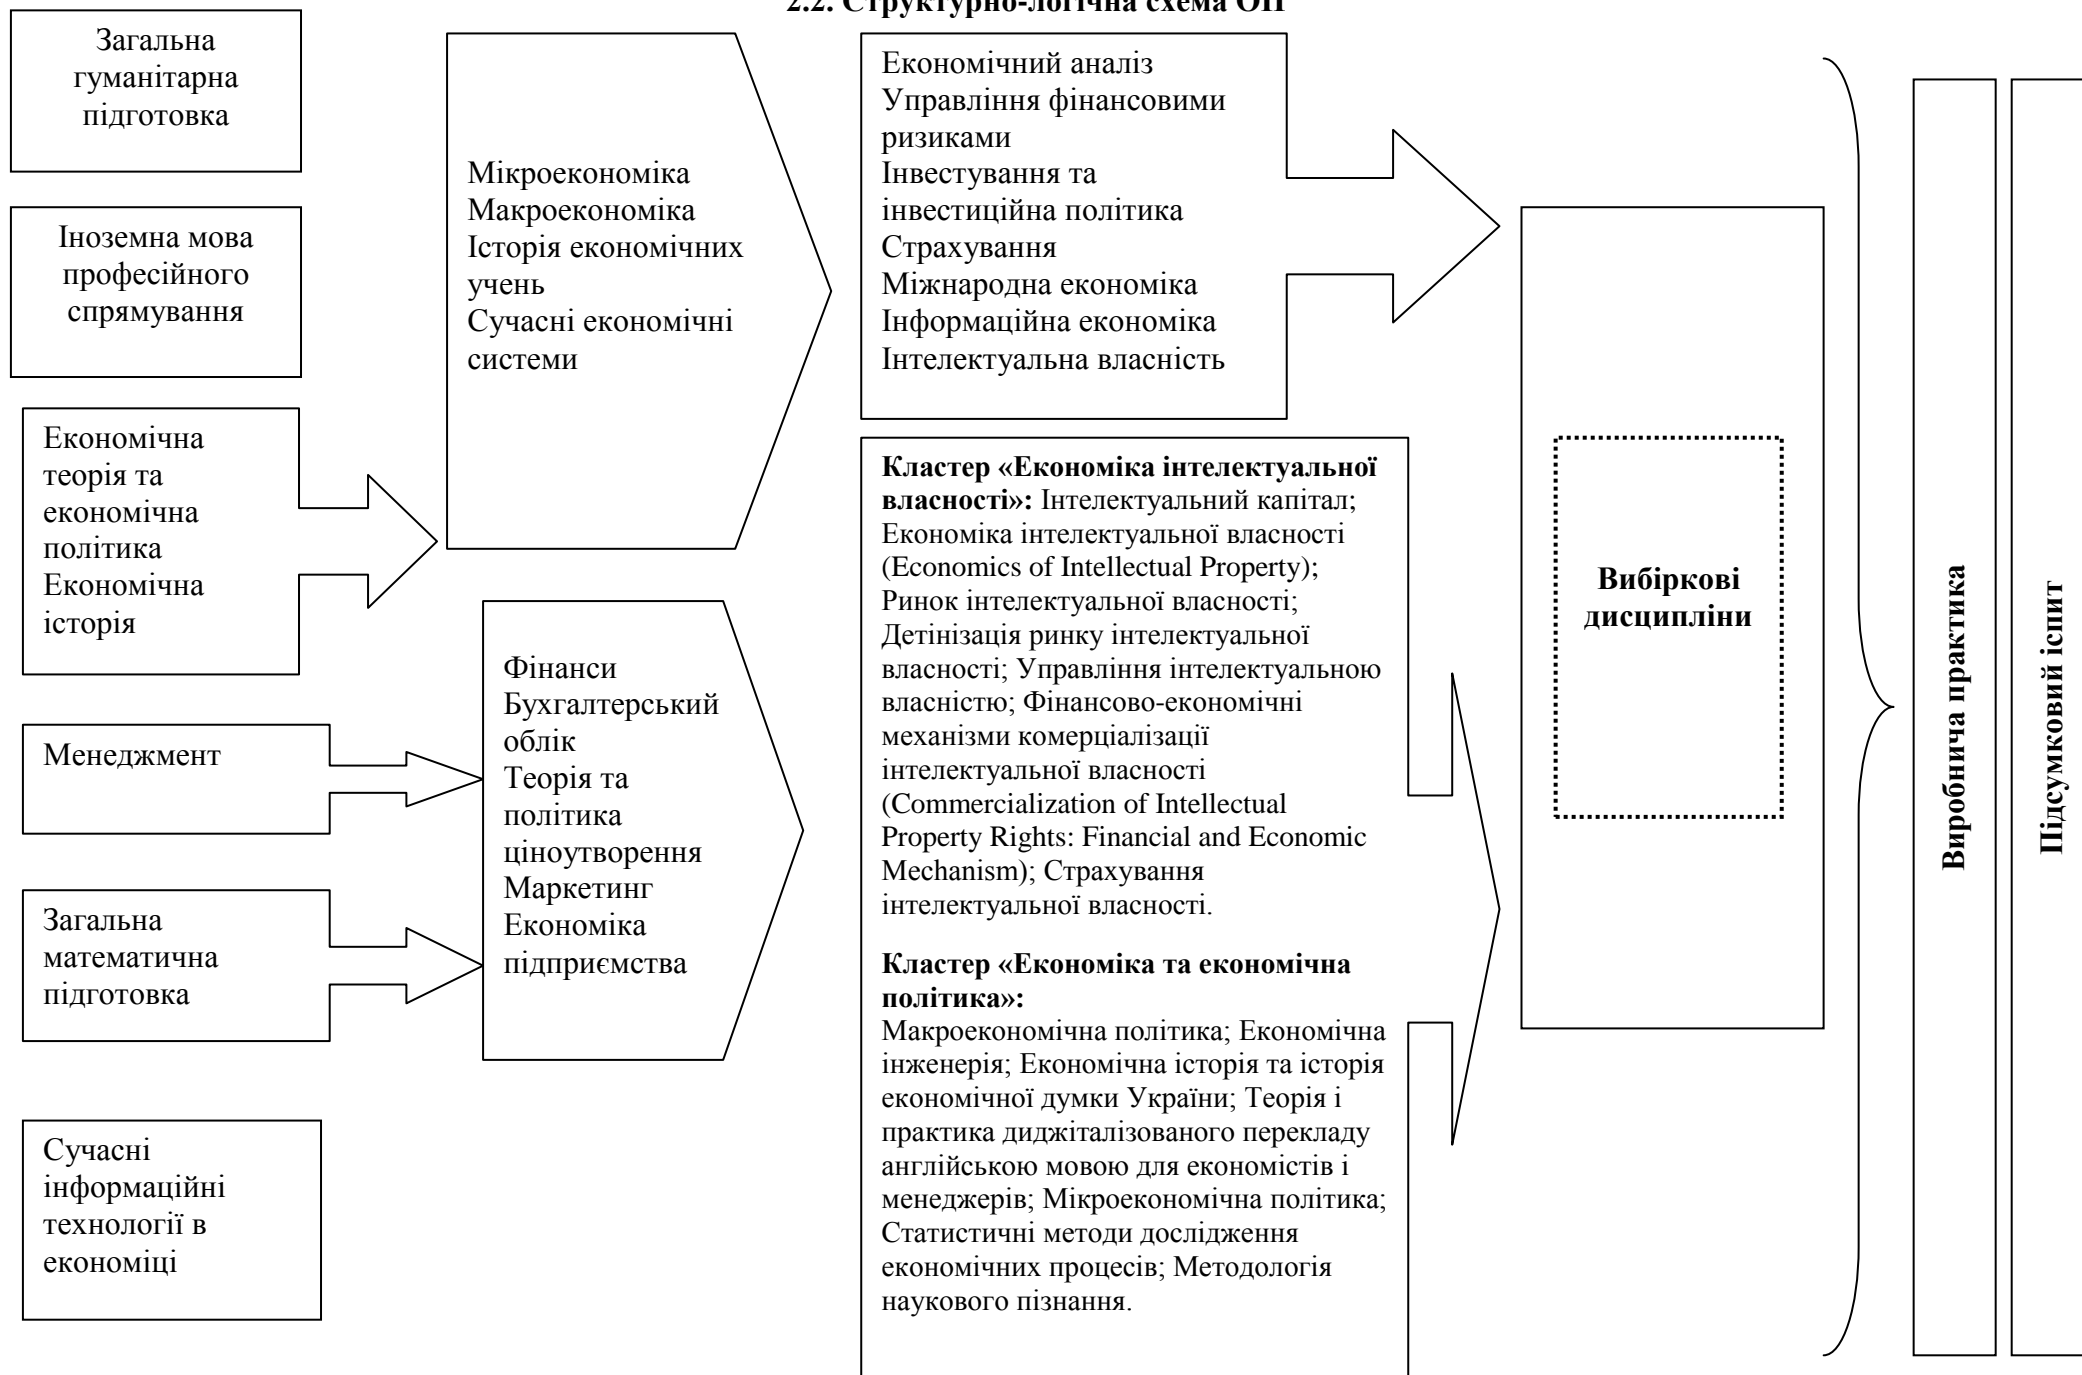 2.2. Структурно-логічна схема ОП
Загальна
гуманітарна
підготовка
Іноземна мова
професійного
спрямування
Економічна
теорія та
економічна
політика
Економічна
історія
Менеджмент
Загальна
математична
підготовка
Сучасні
інформаційні
технології в
економіці
Мікроекономіка
Макроекономіка
Історія економічних
учень
Сучасні економічні
системи
Фінанси
Бухгалтерський
облік
Теорія та
політика
ціноутворення
Маркетинг
Економіка
підприємства
Економічний аналіз
Управління фінансовими
ризиками
Інвестування та
інвестиційна політика
Страхування
Міжнародна економіка
Інформаційна економіка
Інтелектуальна власність
Кластер «Економіка інтелектуальної
власності»: Інтелектуальний капітал;
Економіка інтелектуальної власності
(Economics of Intellectual Property);
Ринок інтелектуальної власності;
Детінізація ринку інтелектуальної
власності; Управління інтелектуальною
власністю; Фінансово-економічні
механізми комерціалізації
інтелектуальної власності
(Commercialization of Intellectual
Property Rights: Financial and Economic
Mechanism); Страхування
інтелектуальної власності.
Кластер «Економіка та економічна
політика»:
Макроекономічна політика; Економічна
інженерія; Економічна історія та історія
економічної думки України; Теорія і
практика диджіталізованого перекладу
англійською мовою для економістів і
менеджерів; Мікроекономічна політика;
Статистичні методи дослідження
економічних процесів; Методологія
наукового пізнання.
Вибіркові
дисципліни
Виробнича практика
Підсумковий іспит